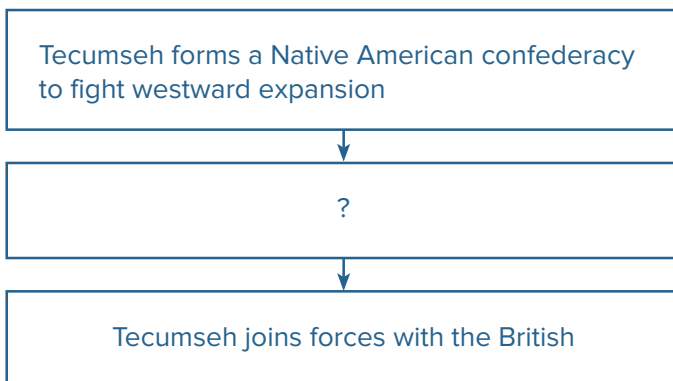 Tecumseh forms a Native American confederacy
to fight westward expansion
?
Tecumseh joins forces with the British